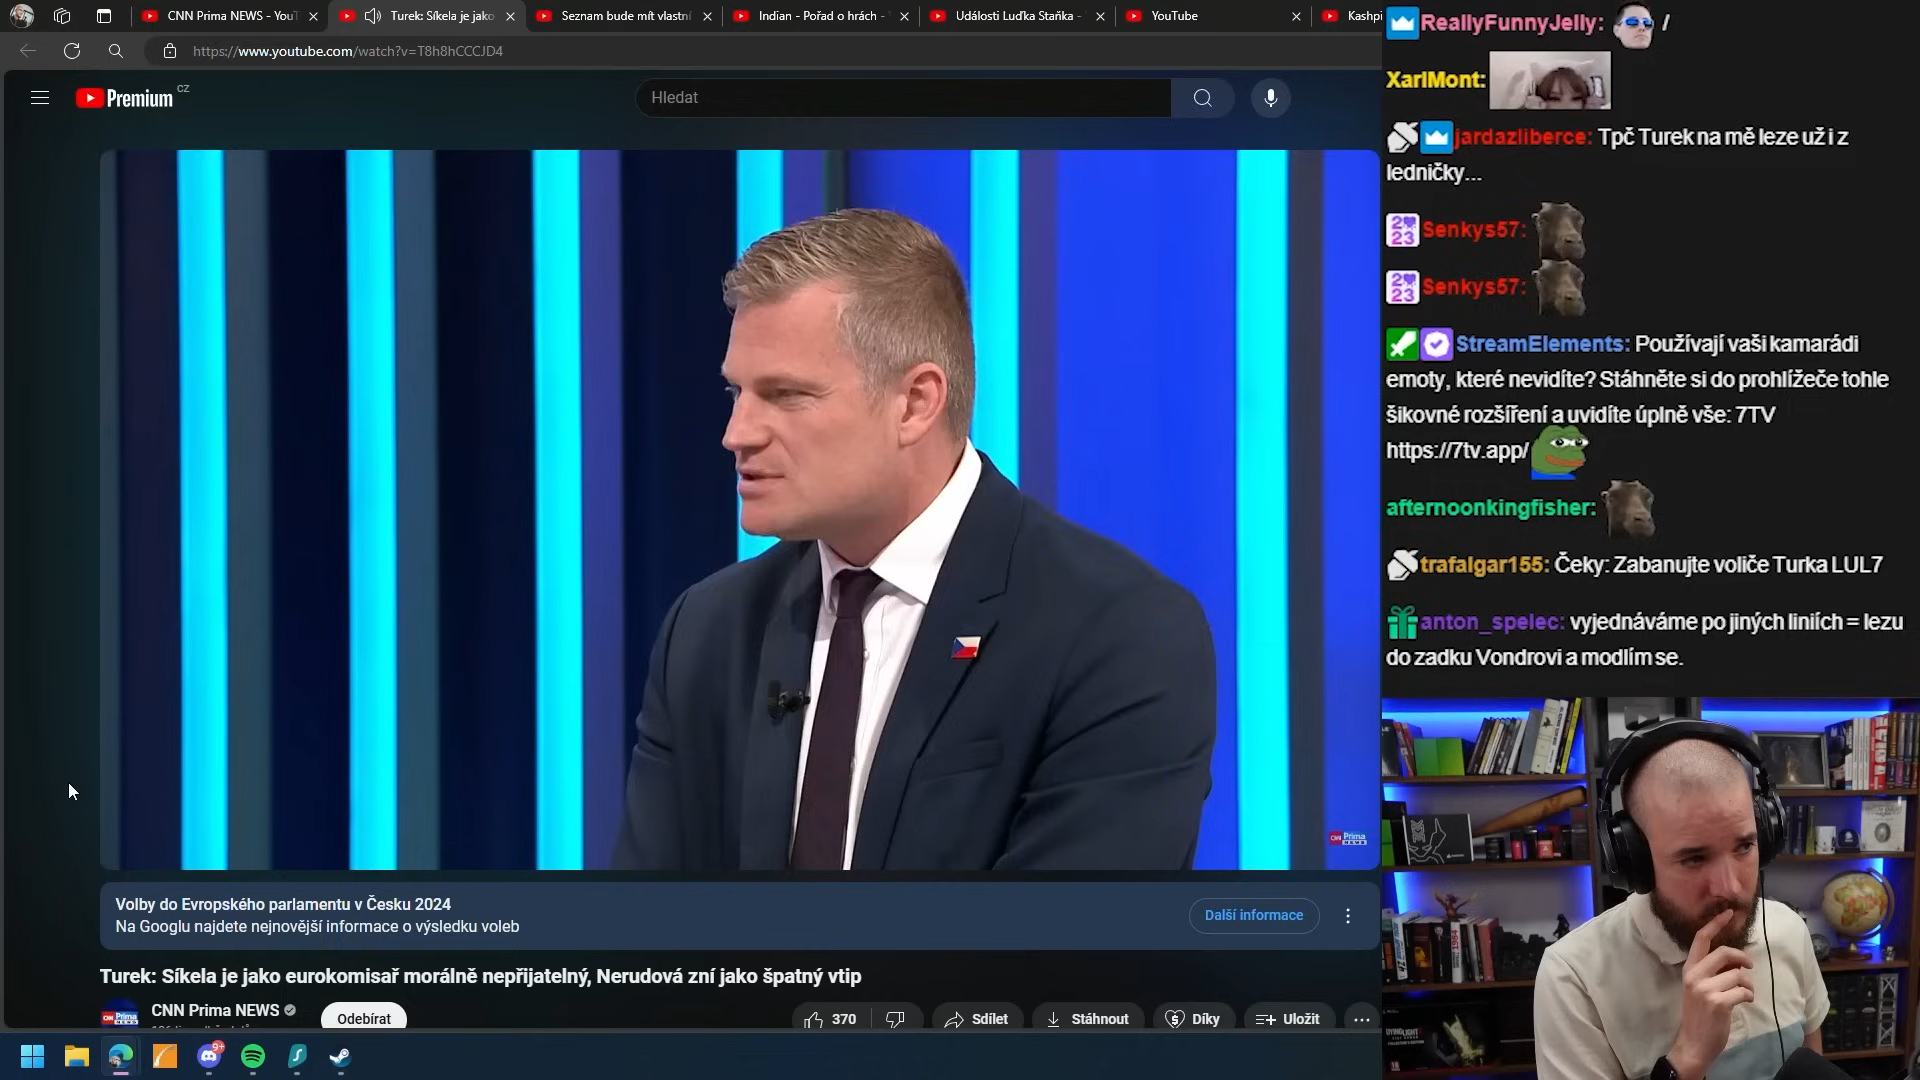 CNN Prima NEWS - YouT
Turek: Síkela je jako
Seznam bude mít vlastní
Indian - Pořad o hrách -
Události Luďka Staňka -
YouTube
Kashpi
https://www.youtube.com/watch?v=T8h8hCCCJD4
Premium CZ
Hledat
Prima
NEWS
Volby do Evropského parlamentu v Česku 2024
Na Googlu najdete nejnovější informace o výsledku voleb
Další informace
Turek: Síkela je jako eurokomisař morálně nepřijatelný, Nerudová zní jako špatný vtip
CNN Prima NEWS
Odebírat
370
Sdílet
Stáhnout
Díky
Uložit
9+
ReallyFunnyJelly: /
XarlMont:
jardazliberce: Tpč Turek na mě leze už i z
ledničky...
Senkys57:
Senkys57:
StreamElements: Používají vaši kamarádi
emoty, které nevidíte? Stáhněte si do prohlížeče tohle
šikovné rozšíření a uvidíte úplně vše: 7TV
https://7tv.app/
afternoonkingfisher:
trafalgar155: Čeky: Zabanujte voliče Turka LUL7
anton_spelec: vyjednáváme po jiných liniích = lezu
do zadku Vondrovi a modlím se.
1984